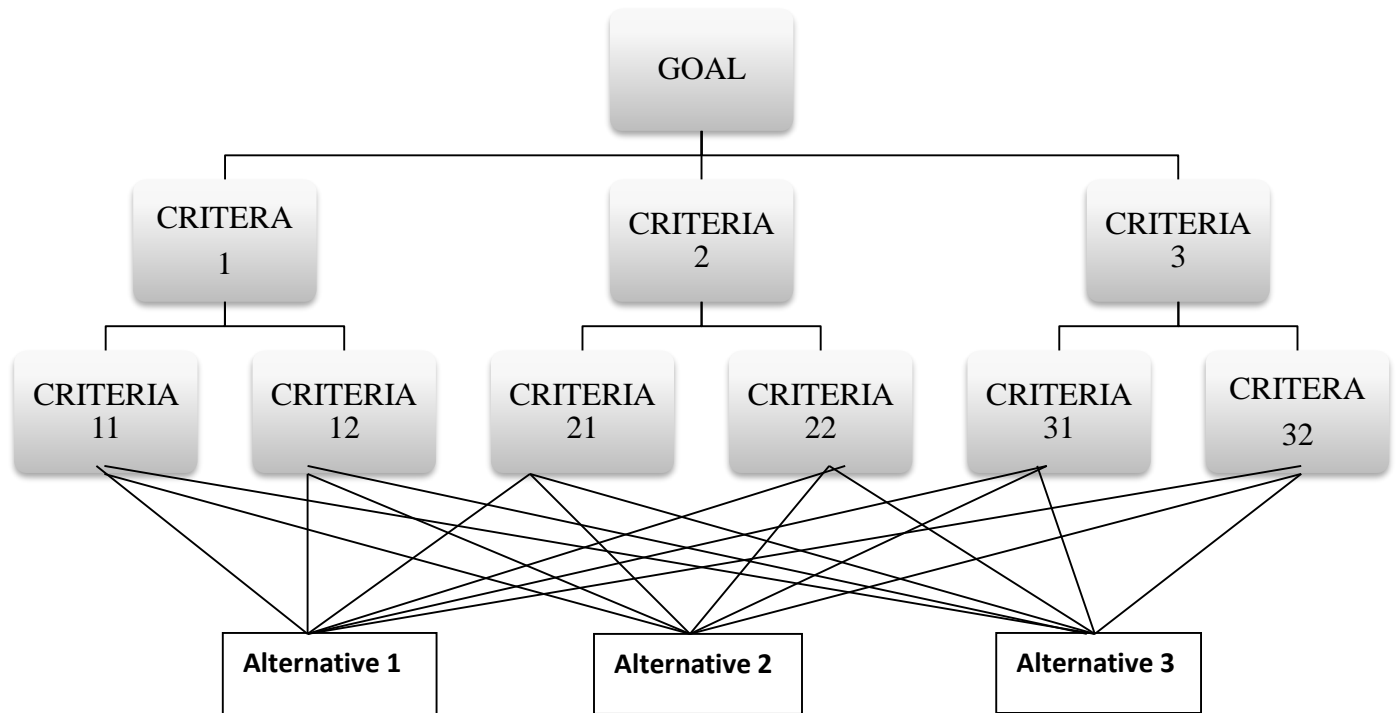 GOAL
CRITERA
1
CRITERIA
2
CRITERIA
3
CRITERIA
11
CRITERIA
12
CRITERIA
21
CRITERIA
22
CRITERIA
31
CRITERA
32
Alternative 1
Alternative 2
Alternative 3